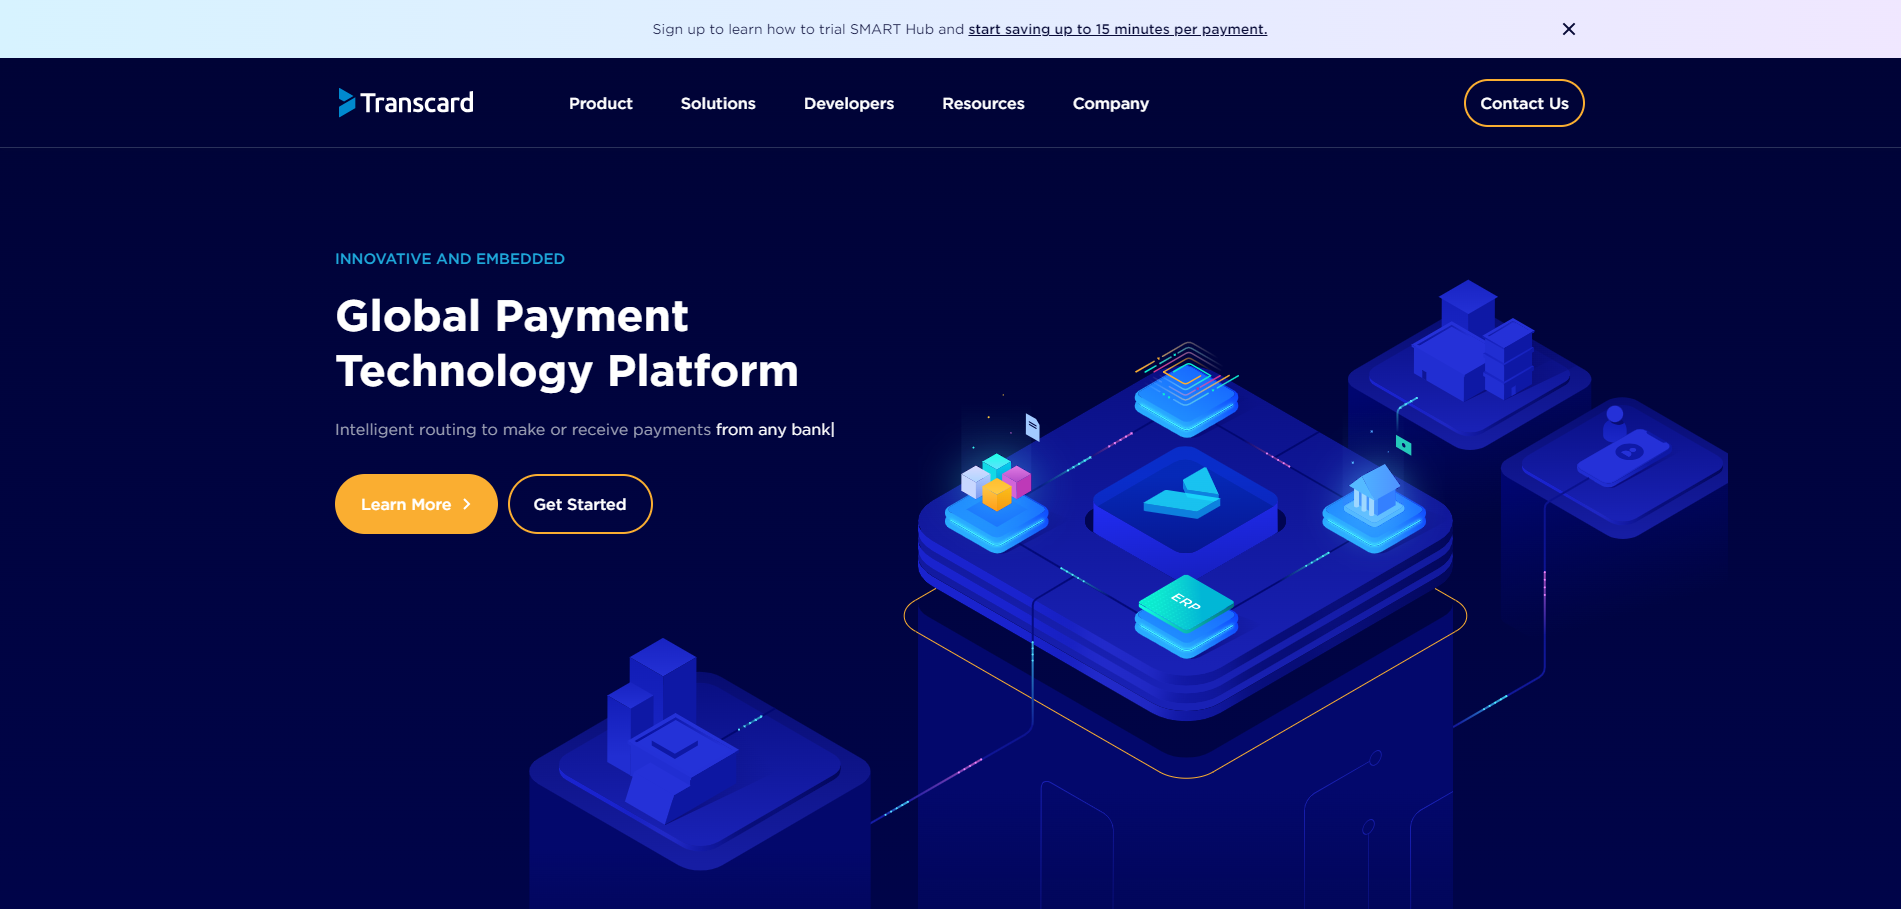 Sign up to learn how to trial SMART Hub and start saving up to 15 minutes per payment.
Transcard
Product
Solutions
Developers
Resources
Company
Contact Us
INNOVATIVE AND EMBEDDED
Global Payment
Technology Platform
Intelligent routing to make or receive payments from any bank|
Learn More
Get Started
ERP